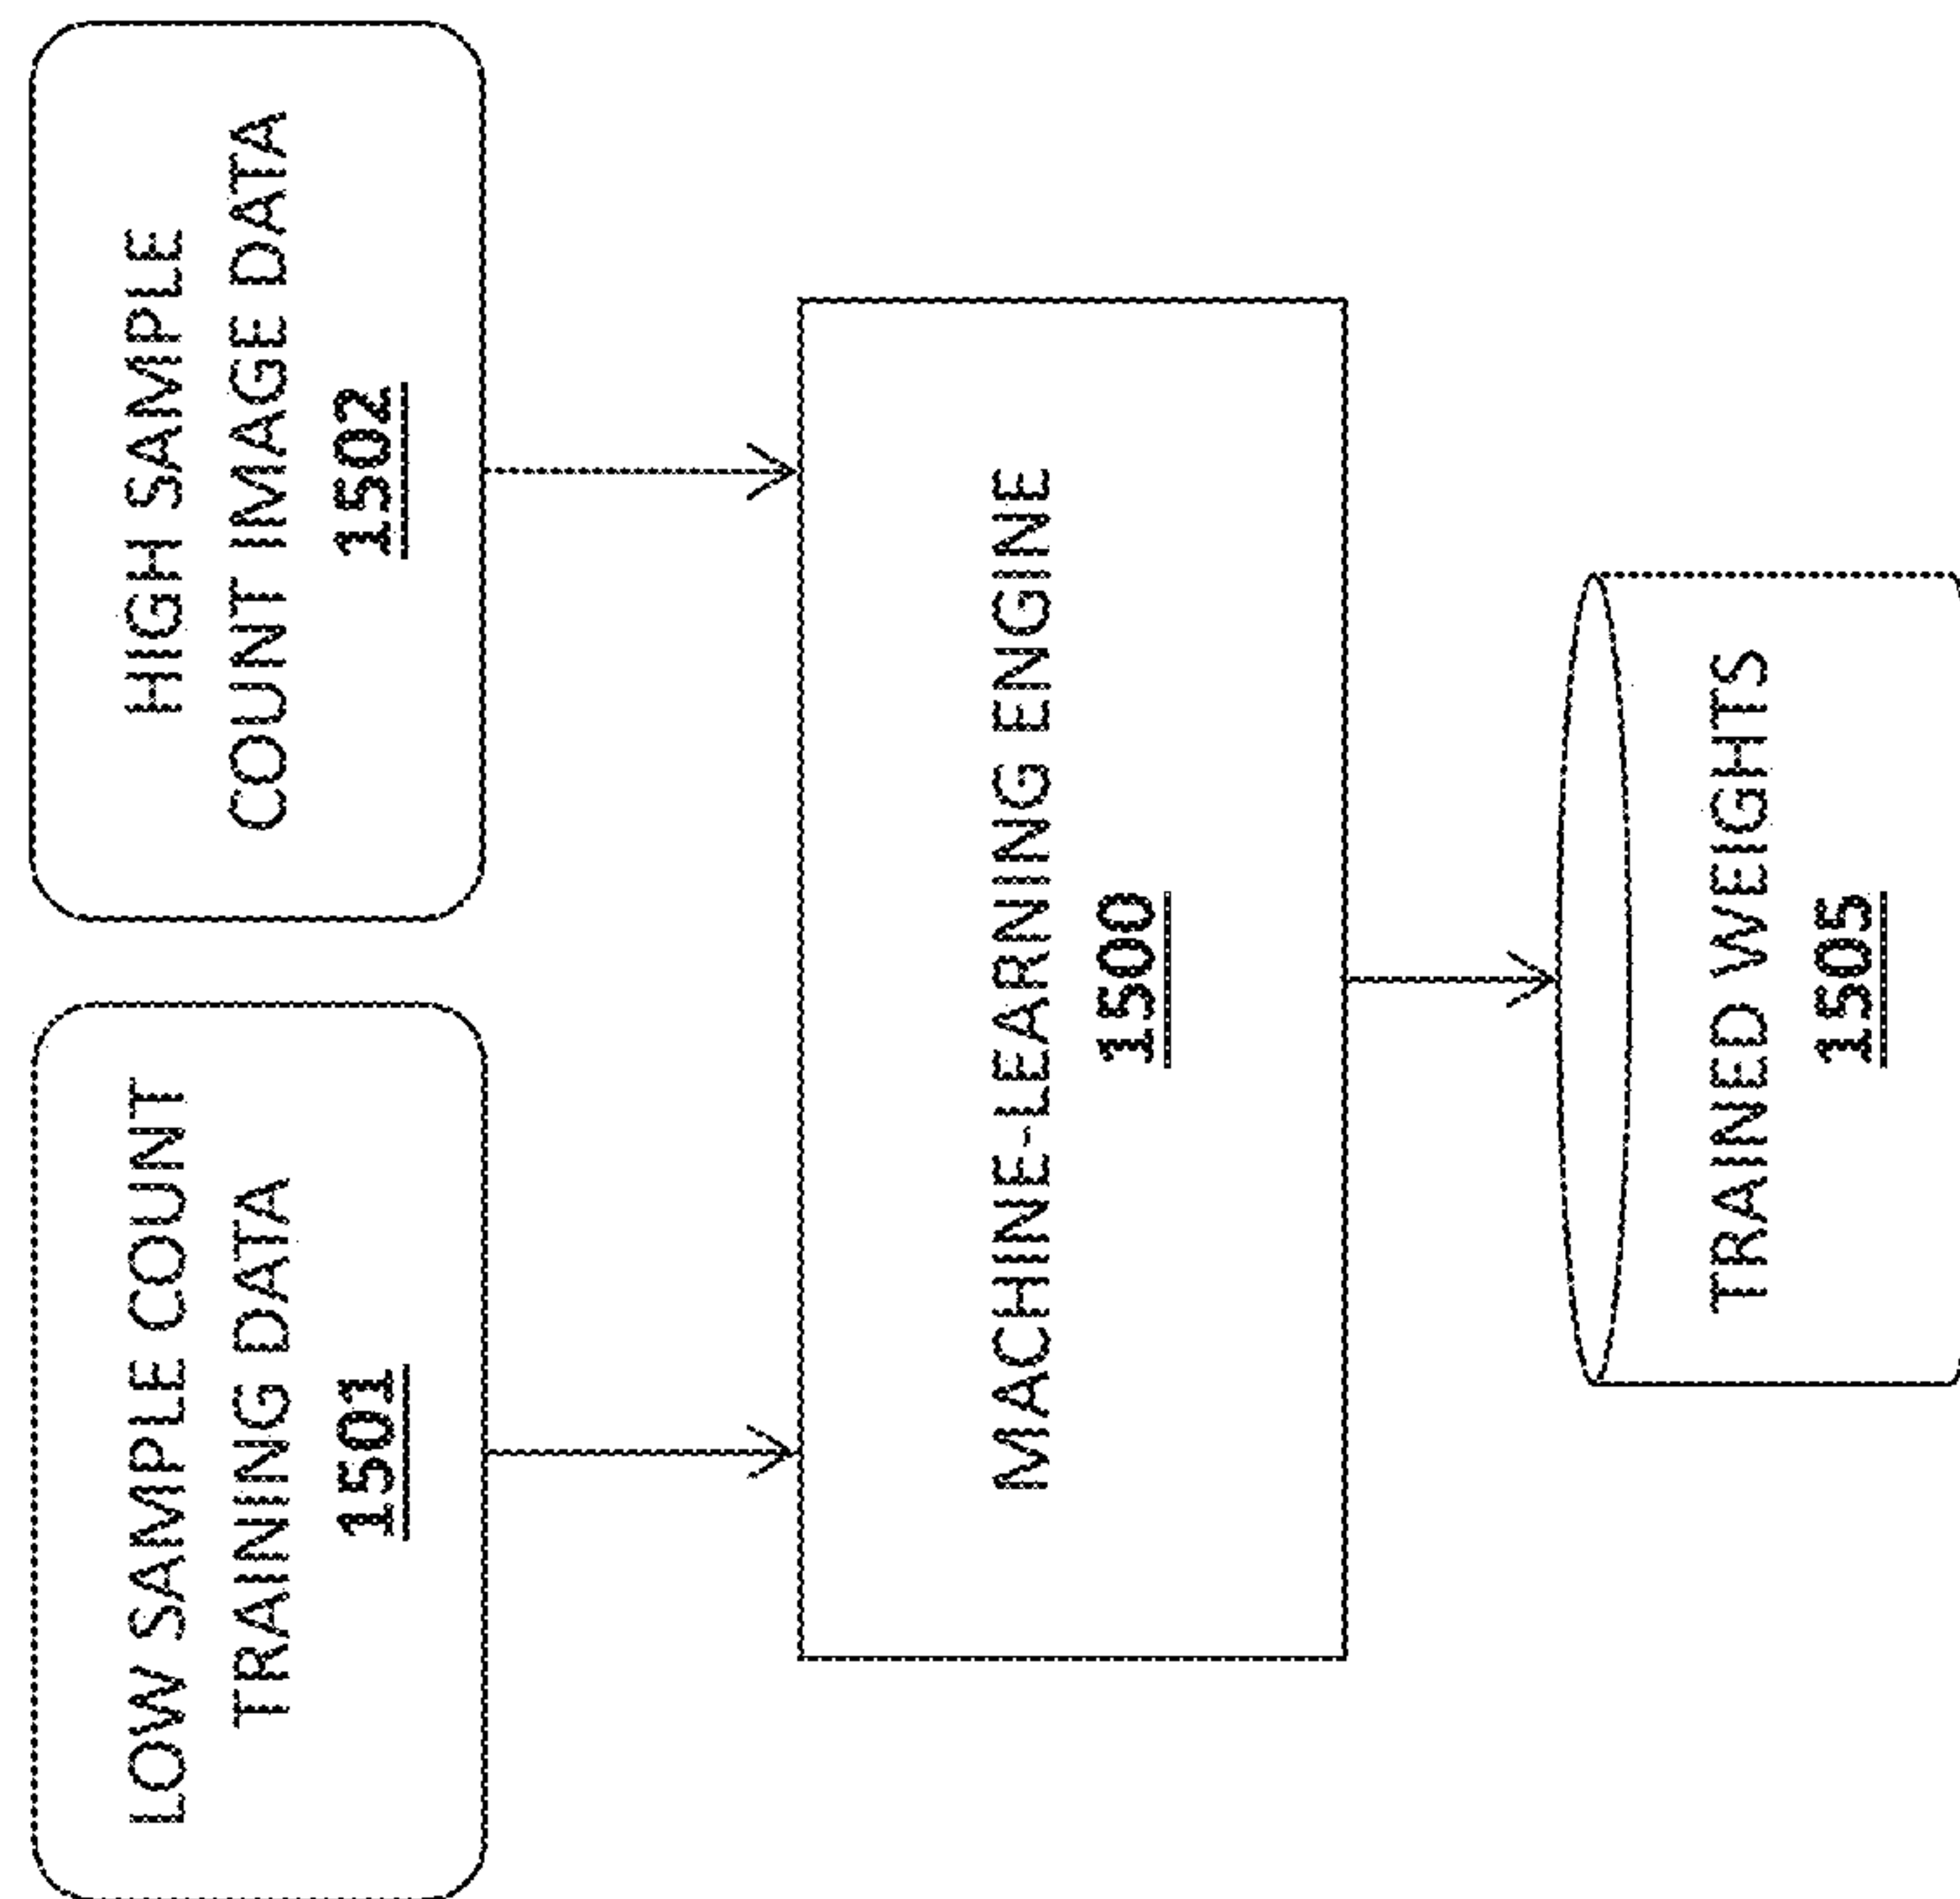 LOW SAMPLE COUNT
TRAINING DATA
1501
HIGH SAMPLE
COUNT IMAGE DATA
1502
MACHINE-LEARNING ENGINE
1500
TRAINED WEIGHTS
1505